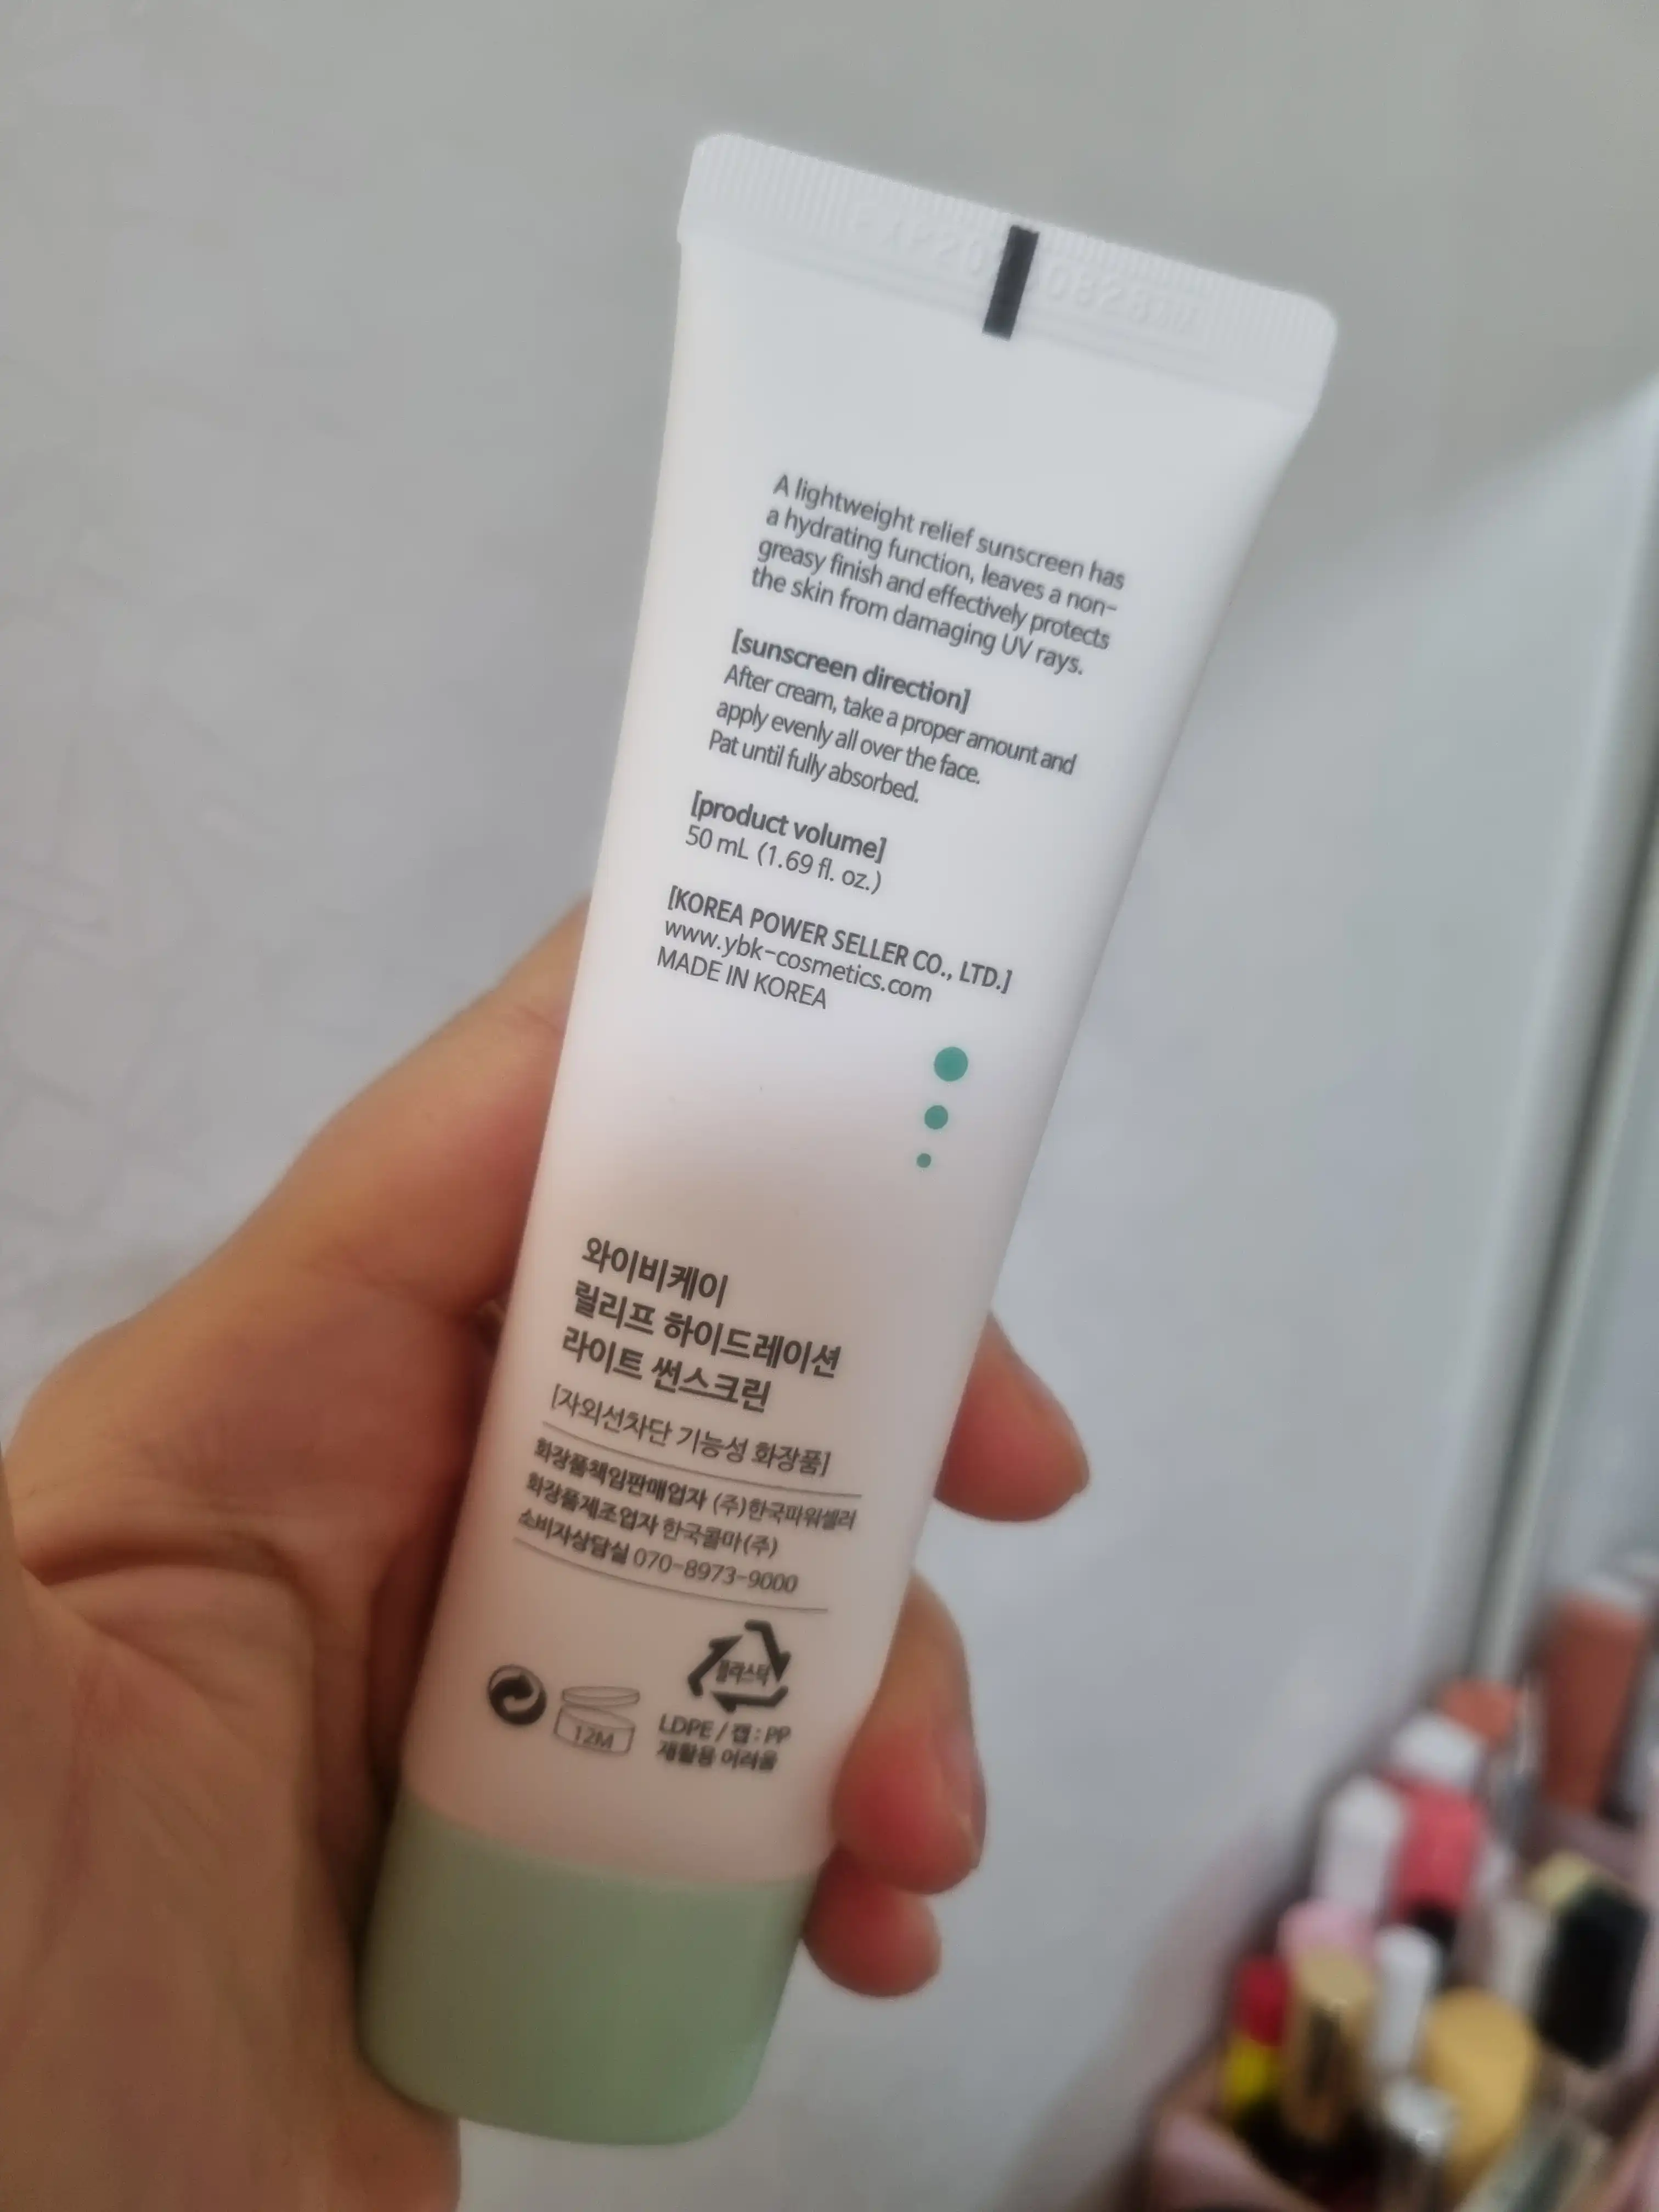 A lightweight relief sunscreen has
a hydrating function, leaves a non-
greasy finish and effectively protects
the skin from damaging UV rays.
[sunscreen direction]
After cream, take a proper amount and
apply evenly all over the face.
Pat until fully absorbed.
[product volume]
50 mL (1.69 fl. oz.)
[KOREA POWER SELLER CO., LTD.]
www.ybk-cosmetics.com
MADE IN KOREA
와이비케이
릴리프 하이드레이션
라이트 썬스크린
[자외선차단 기능성 화장품]
화장품책임판매업자 (주)한국파워셀러
화장품제조업자 한국콜마(주)
소비자상담실 070-8973-9000
플라스틱
12M
LDPE / 캡 : PP
재활용 어려움